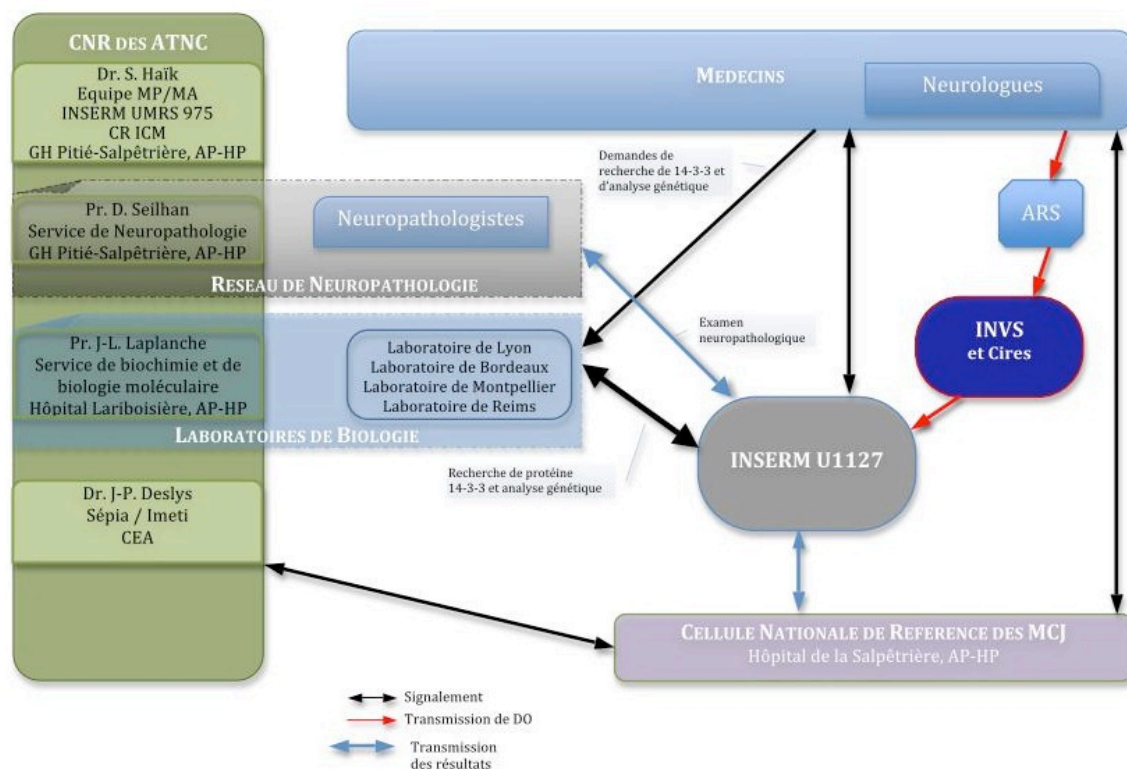 CNR DES ATNC
Dr. S. Haïk
Equipe MP/MA
INSERM UMRS 975
CR ICM
GH Pitié-Salpêtrière, AP-HP
Pr. D. Seilhan
Service de Neuropathologie
GH Pitié-Salpêtrière, AP-HP
Neuropathologistes
RESEAU DE NEUROPATHOLOGIE
Pr. J-L. Laplanche
Service de biochimie et de
biologie moléculaire
Hôpital Lariboisière, AP-HP
Laboratoire de Lyon
Laboratoire de Bordeaux
Laboratoire de Montpellier
Laboratoire de Reims
LABORATOIRES DE BIOLOGIE
Dr. J-P. Deslys
Sépia / Imeti
CEA
MEDECINS
Neurologues
Demandes de
recherche de 14-3-3 et
d'analyse génétique
ARS
INVS
et Cires
Examen
neuropathologique
INSERM U1127
Recherche de protéine
14-3-3 et analyse génétique
CELLULE NATIONALE DE REFERENCE DES MCJ
Hôpital de la Salpêtrière, AP-HP
Signalement
Transmission de DO
Transmission
des résultats